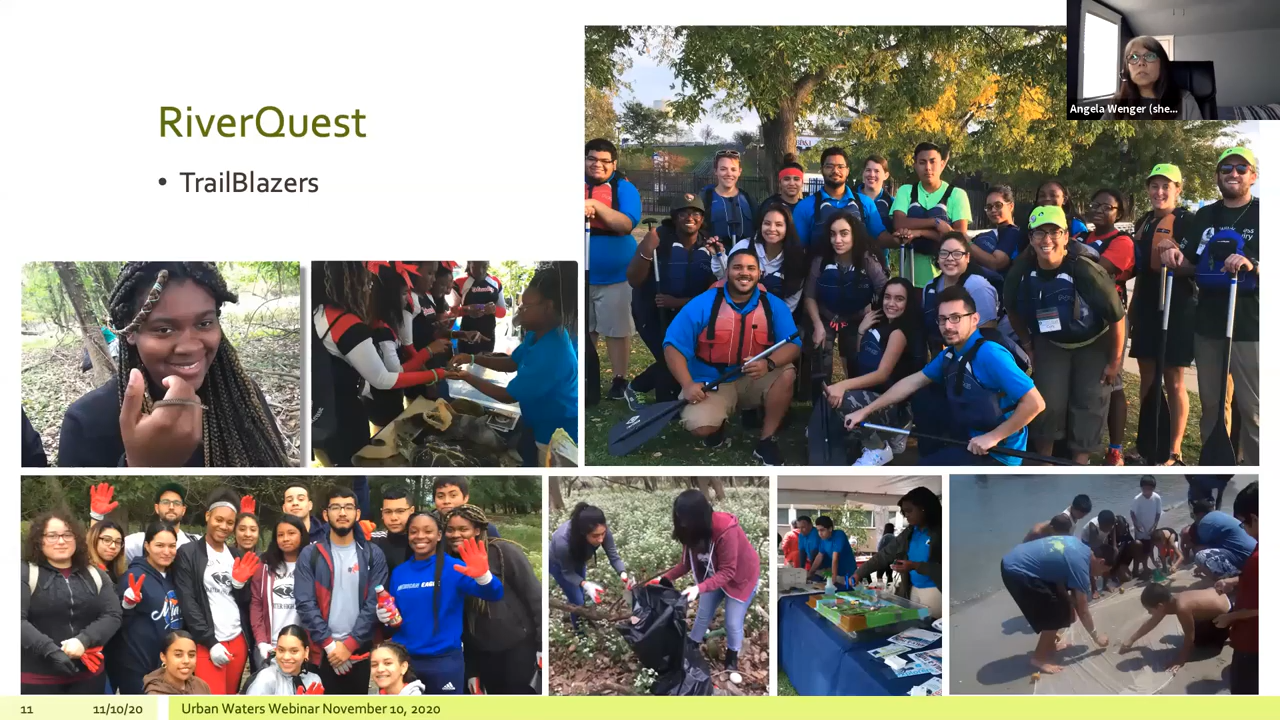 RiverQuest
• TrailBlazers
Angela Wenger (she...
11
11/10/20
Urban Waters Webinar November 10, 2020